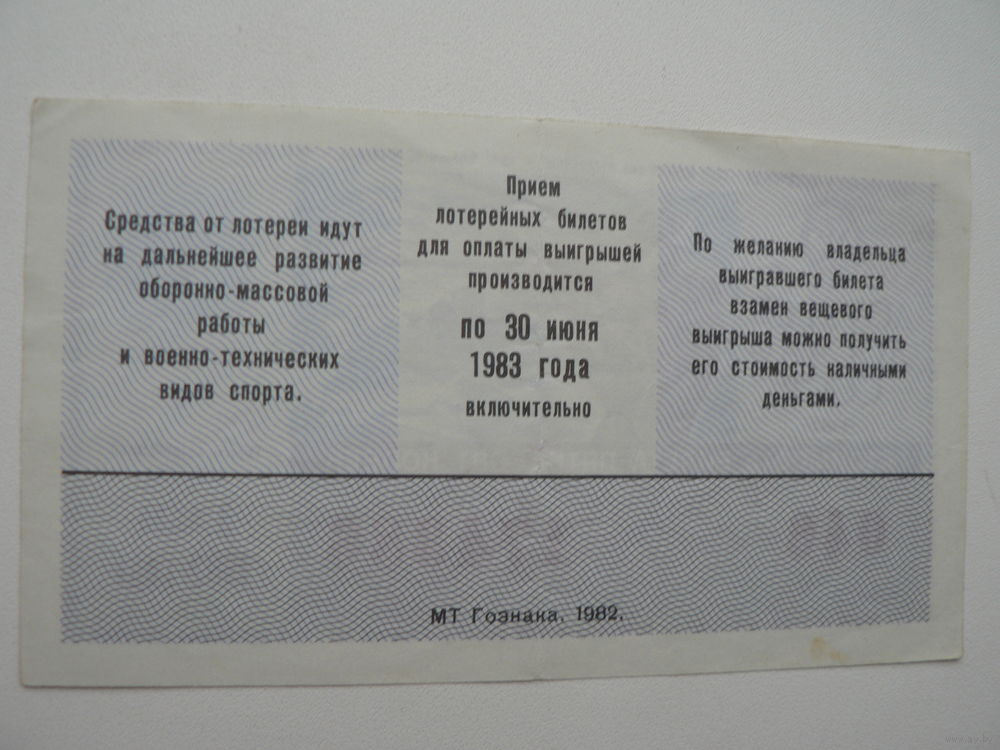 Средства от лотереи идут
на дальнейшее развитие
оборонно-массовой
работы
и военно-технических
видов спорта.
Прием
лотерейных билетов
для оплаты выигрышей
производится
по 30 июня
1983 года
включительно
По желанию владельца
выигравшего билета
взамен вещевого
выигрыша можно получить
его стоимость наличными
деньгами.
МТ Гознака. 1982.